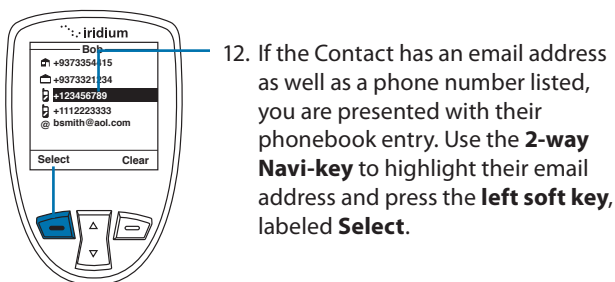 iridium
Bob
+9373354415
+9373321234
+123456789
+1112223333
@ bsmith@aol.com
Select Clear
12. If the Contact has an email address
as well as a phone number listed,
you are presented with their
phonebook entry. Use the 2-way
Navi-key to highlight their email
address and press the left soft key,
labeled Select.